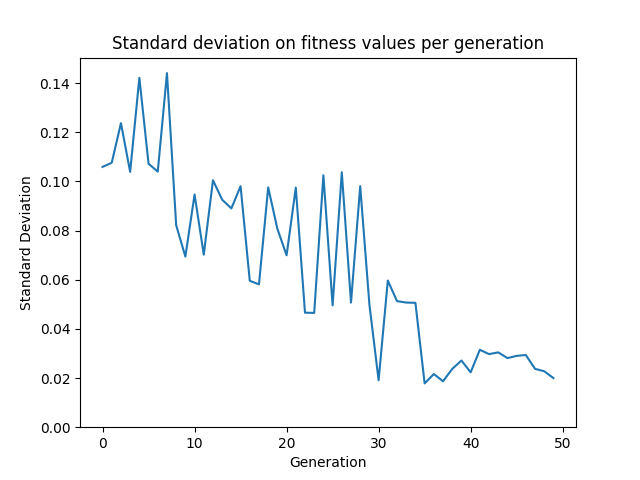 Standard deviation on fitness values per generation
0.14
0.12
0.10
0.08
0.06
0.04
0.02
0.00
Standard Deviation
0 10 20 30 40 50
Generation